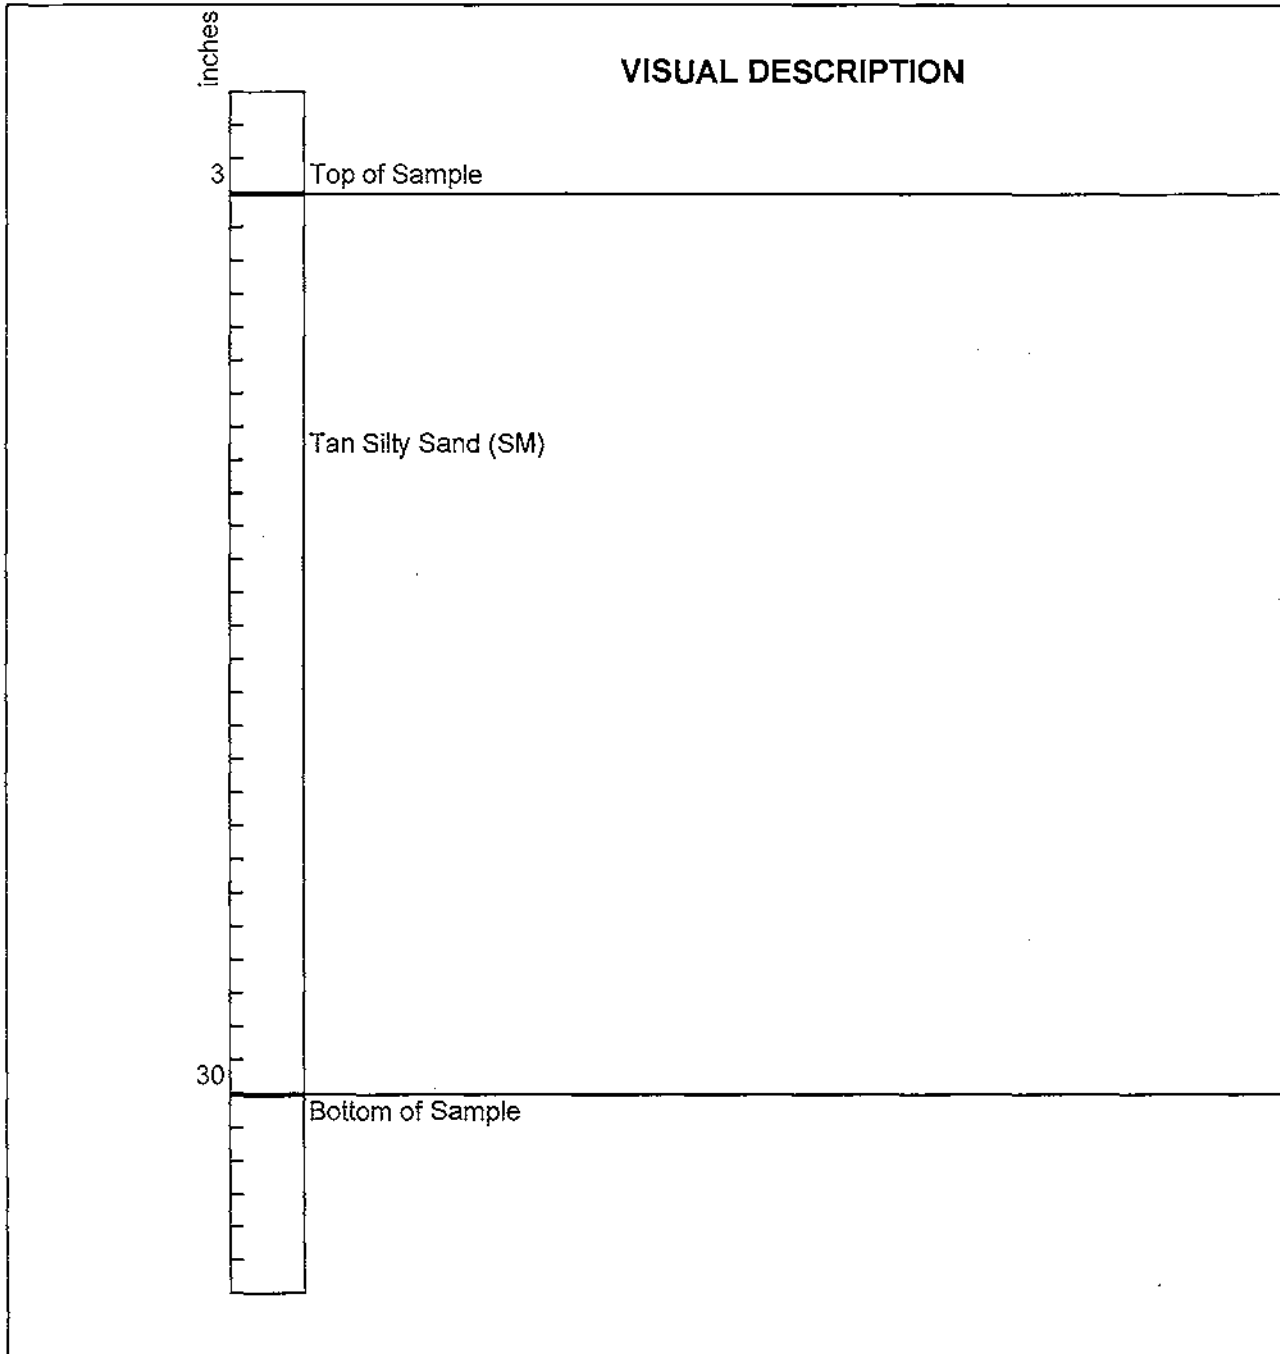 inches
VISUAL DESCRIPTION
3 Top of Sample
Tan Silty Sand (SM)
30
Bottom of Sample